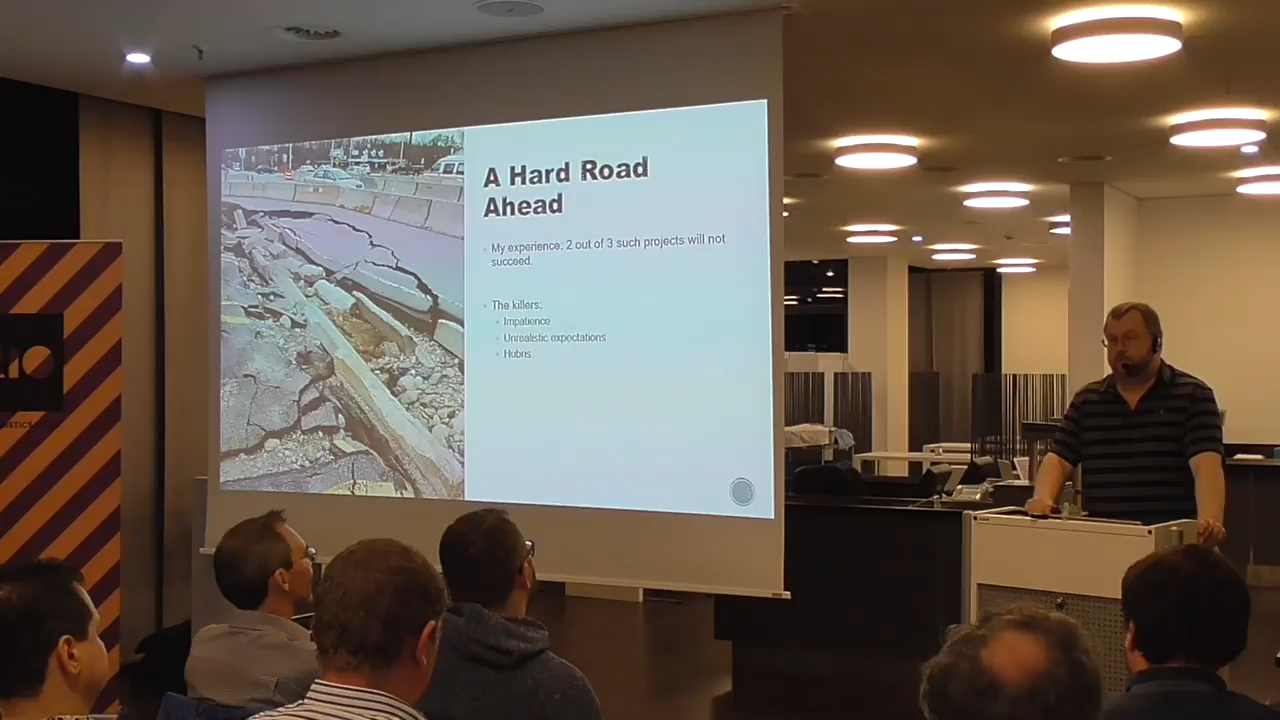 A Hard Road
Ahead
My experience: 2 out of 3 such projects will not
succeed.
The killers:
Impatience
Unrealistic expectations
Hubris